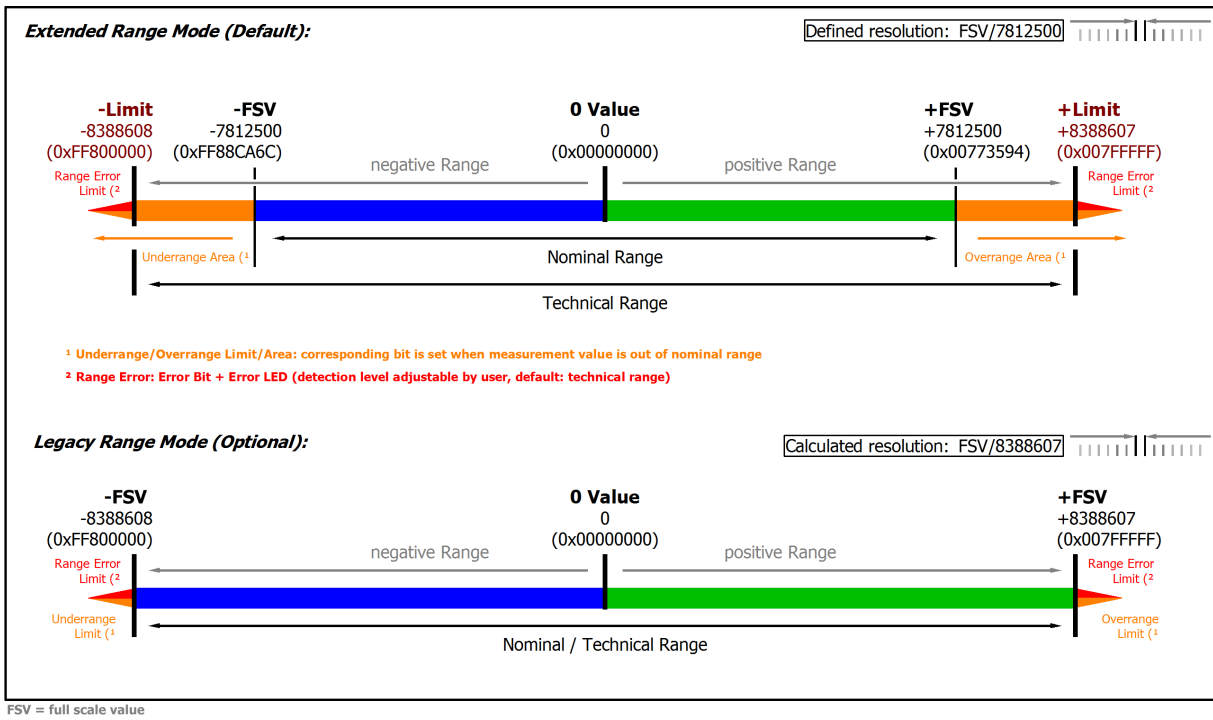 Extended Range Mode (Default):
Defined resolution:  FSV/7812500
-Limit
-8388608
(0xFF800000)
-FSV
-7812500
(0xFF88CA6C)
0 Value
0
(0x00000000)
+FSV
+7812500
(0x00773594)
+Limit
+8388607
(0x007FFFFF)
negative Range
positive Range
Range Error
Limit (²
Range Error
Limit (²
Underrange Area (¹
Nominal Range
Overrange Area (¹
Technical Range
¹ Underrange/Overrange Limit/Area: corresponding bit is set when measurement value is out of nominal range
² Range Error: Error Bit + Error LED (detection level adjustable by user, default: technical range)
Legacy Range Mode (Optional):
Calculated resolution:  FSV/8388607
-FSV
-8388608
(0xFF800000)
0 Value
0
(0x00000000)
+FSV
+8388607
(0x007FFFFF)
negative Range
positive Range
Range Error
Limit (²
Range Error
Limit (²
Underrange
Limit (¹
Overrange
Limit (¹
Nominal / Technical Range
FSV = full scale value